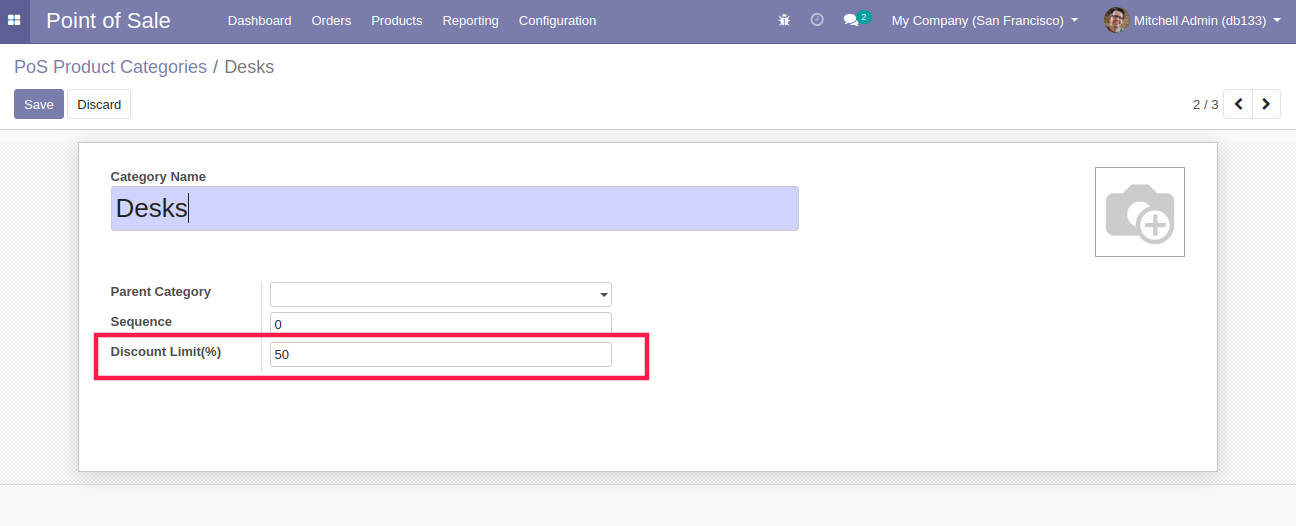 Point of Sale Dashboard Orders Products Reporting Configuration 2 My Company (San Francisco) Mitchell Admin (db133)
PoS Product Categories / Desks
Save Discard 2 / 3
Category Name
Desks
Parent Category
Sequence 0
Discount Limit(%) 50